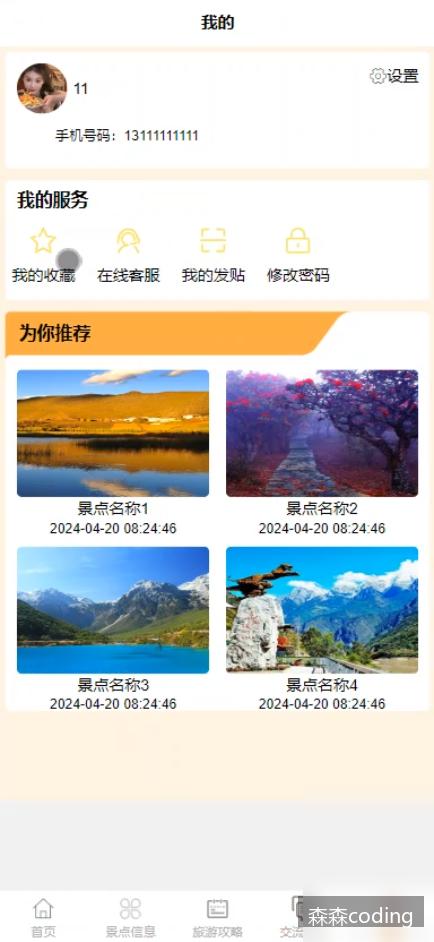 我的
11
设置
手机号码：13111111111
我的服务
我的收藏 在线客服 我的发贴 修改密码
为你推荐
景点名称1 景点名称2
2024-04-20 08:24:46 2024-04-20 08:24:46
景点名称3 景点名称4
2024-04-20 08:24:46 2024-04-20 08:24:46
首页 景点信息 旅游攻略 交流
森森coding